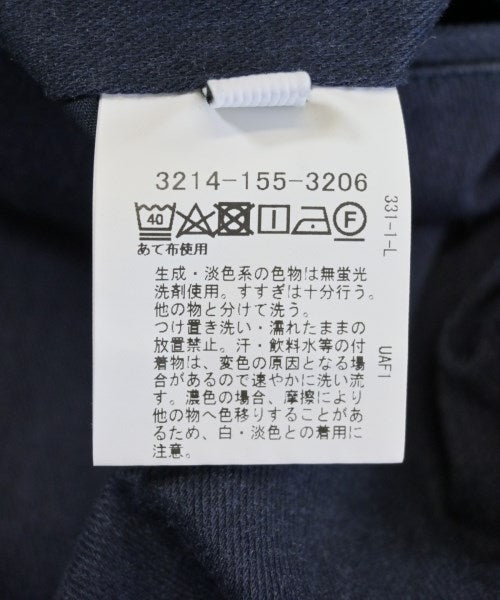 3214-155-3206
40
F
あて布使用
生成・淡色系の色物は無蛍光
洗剤使用。すすぎは十分行う。
他の物と分けて洗う。
つけ置き洗い・濡れたままの
放置禁止。汗・飲料水等の付
着物は、変色の原因となる場
合があるので速やかに洗い流
す。濃色の場合、摩擦により
他の物へ色移りすることがあ
るため、白・淡色との着用に
注意。
331-1-L
UAF1